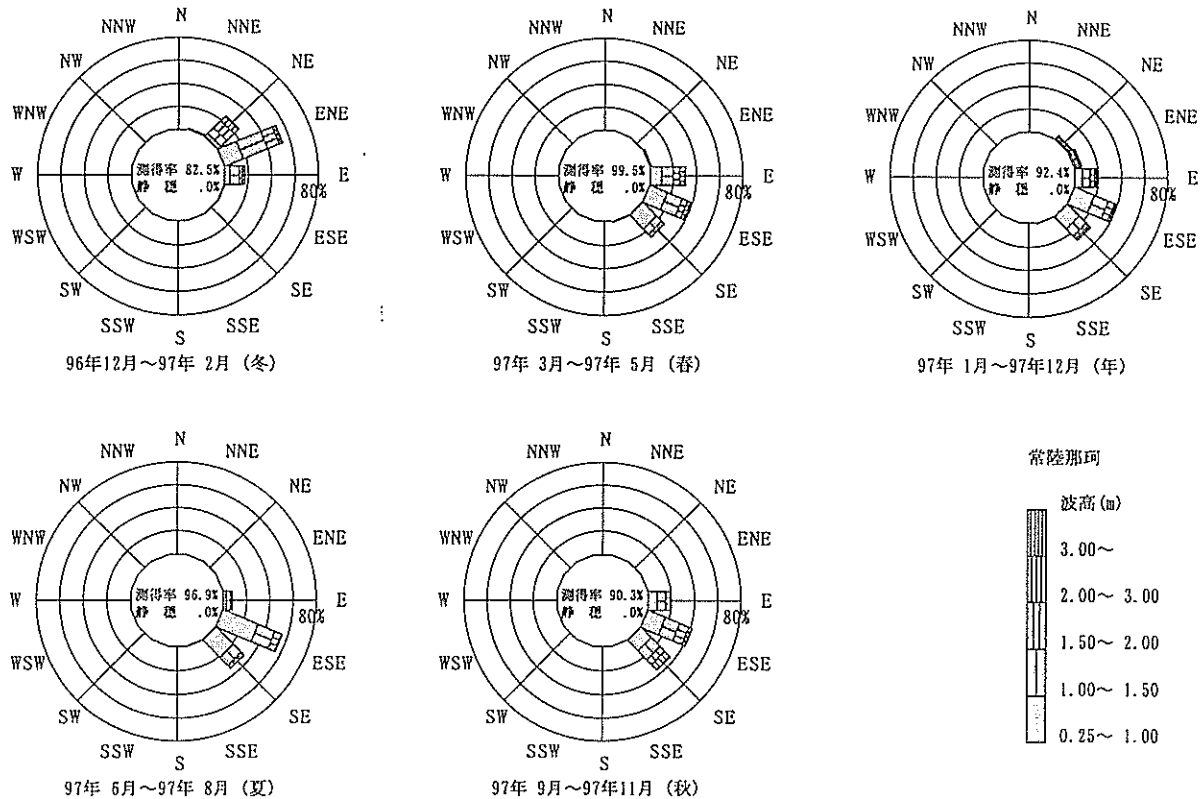 N
NNW NNE
NW NE
WNW ENE
測得率 82.5%
静 穏 .0%
W E
80%
WSW ESE
SW SE
SSW SSE
S
96年12月～97年 2月 (冬)
N
NNW NNE
NW NE
WNW ENE
測得率 99.5%
静 穏 .0%
W E
80%
WSW ESE
SW SE
SSW SSE
S
97年 3月～97年 5月 (春)
N
NNW NNE
NW NE
WNW ENE
測得率 92.4%
静 穏 .0%
W E
80%
WSW ESE
SW SE
SSW SSE
S
97年 1月～97年12月 (年)
N
NNW NNE
NW NE
WNW ENE
測得率 96.9%
静 穏 .0%
W E
80%
WSW ESE
SW SE
SSW SSE
S
97年 6月～97年 8月 (夏)
N
NNW NNE
NW NE
WNW ENE
測得率 90.3%
静 穏 .0%
W E
80%
WSW ESE
SW SE
SSW SSE
S
97年 9月～97年11月 (秋)
常陸那珂
波高(m)
3.00～
2.00～ 3.00
1.50～ 2.00
1.00～ 1.50
0.25～ 1.00